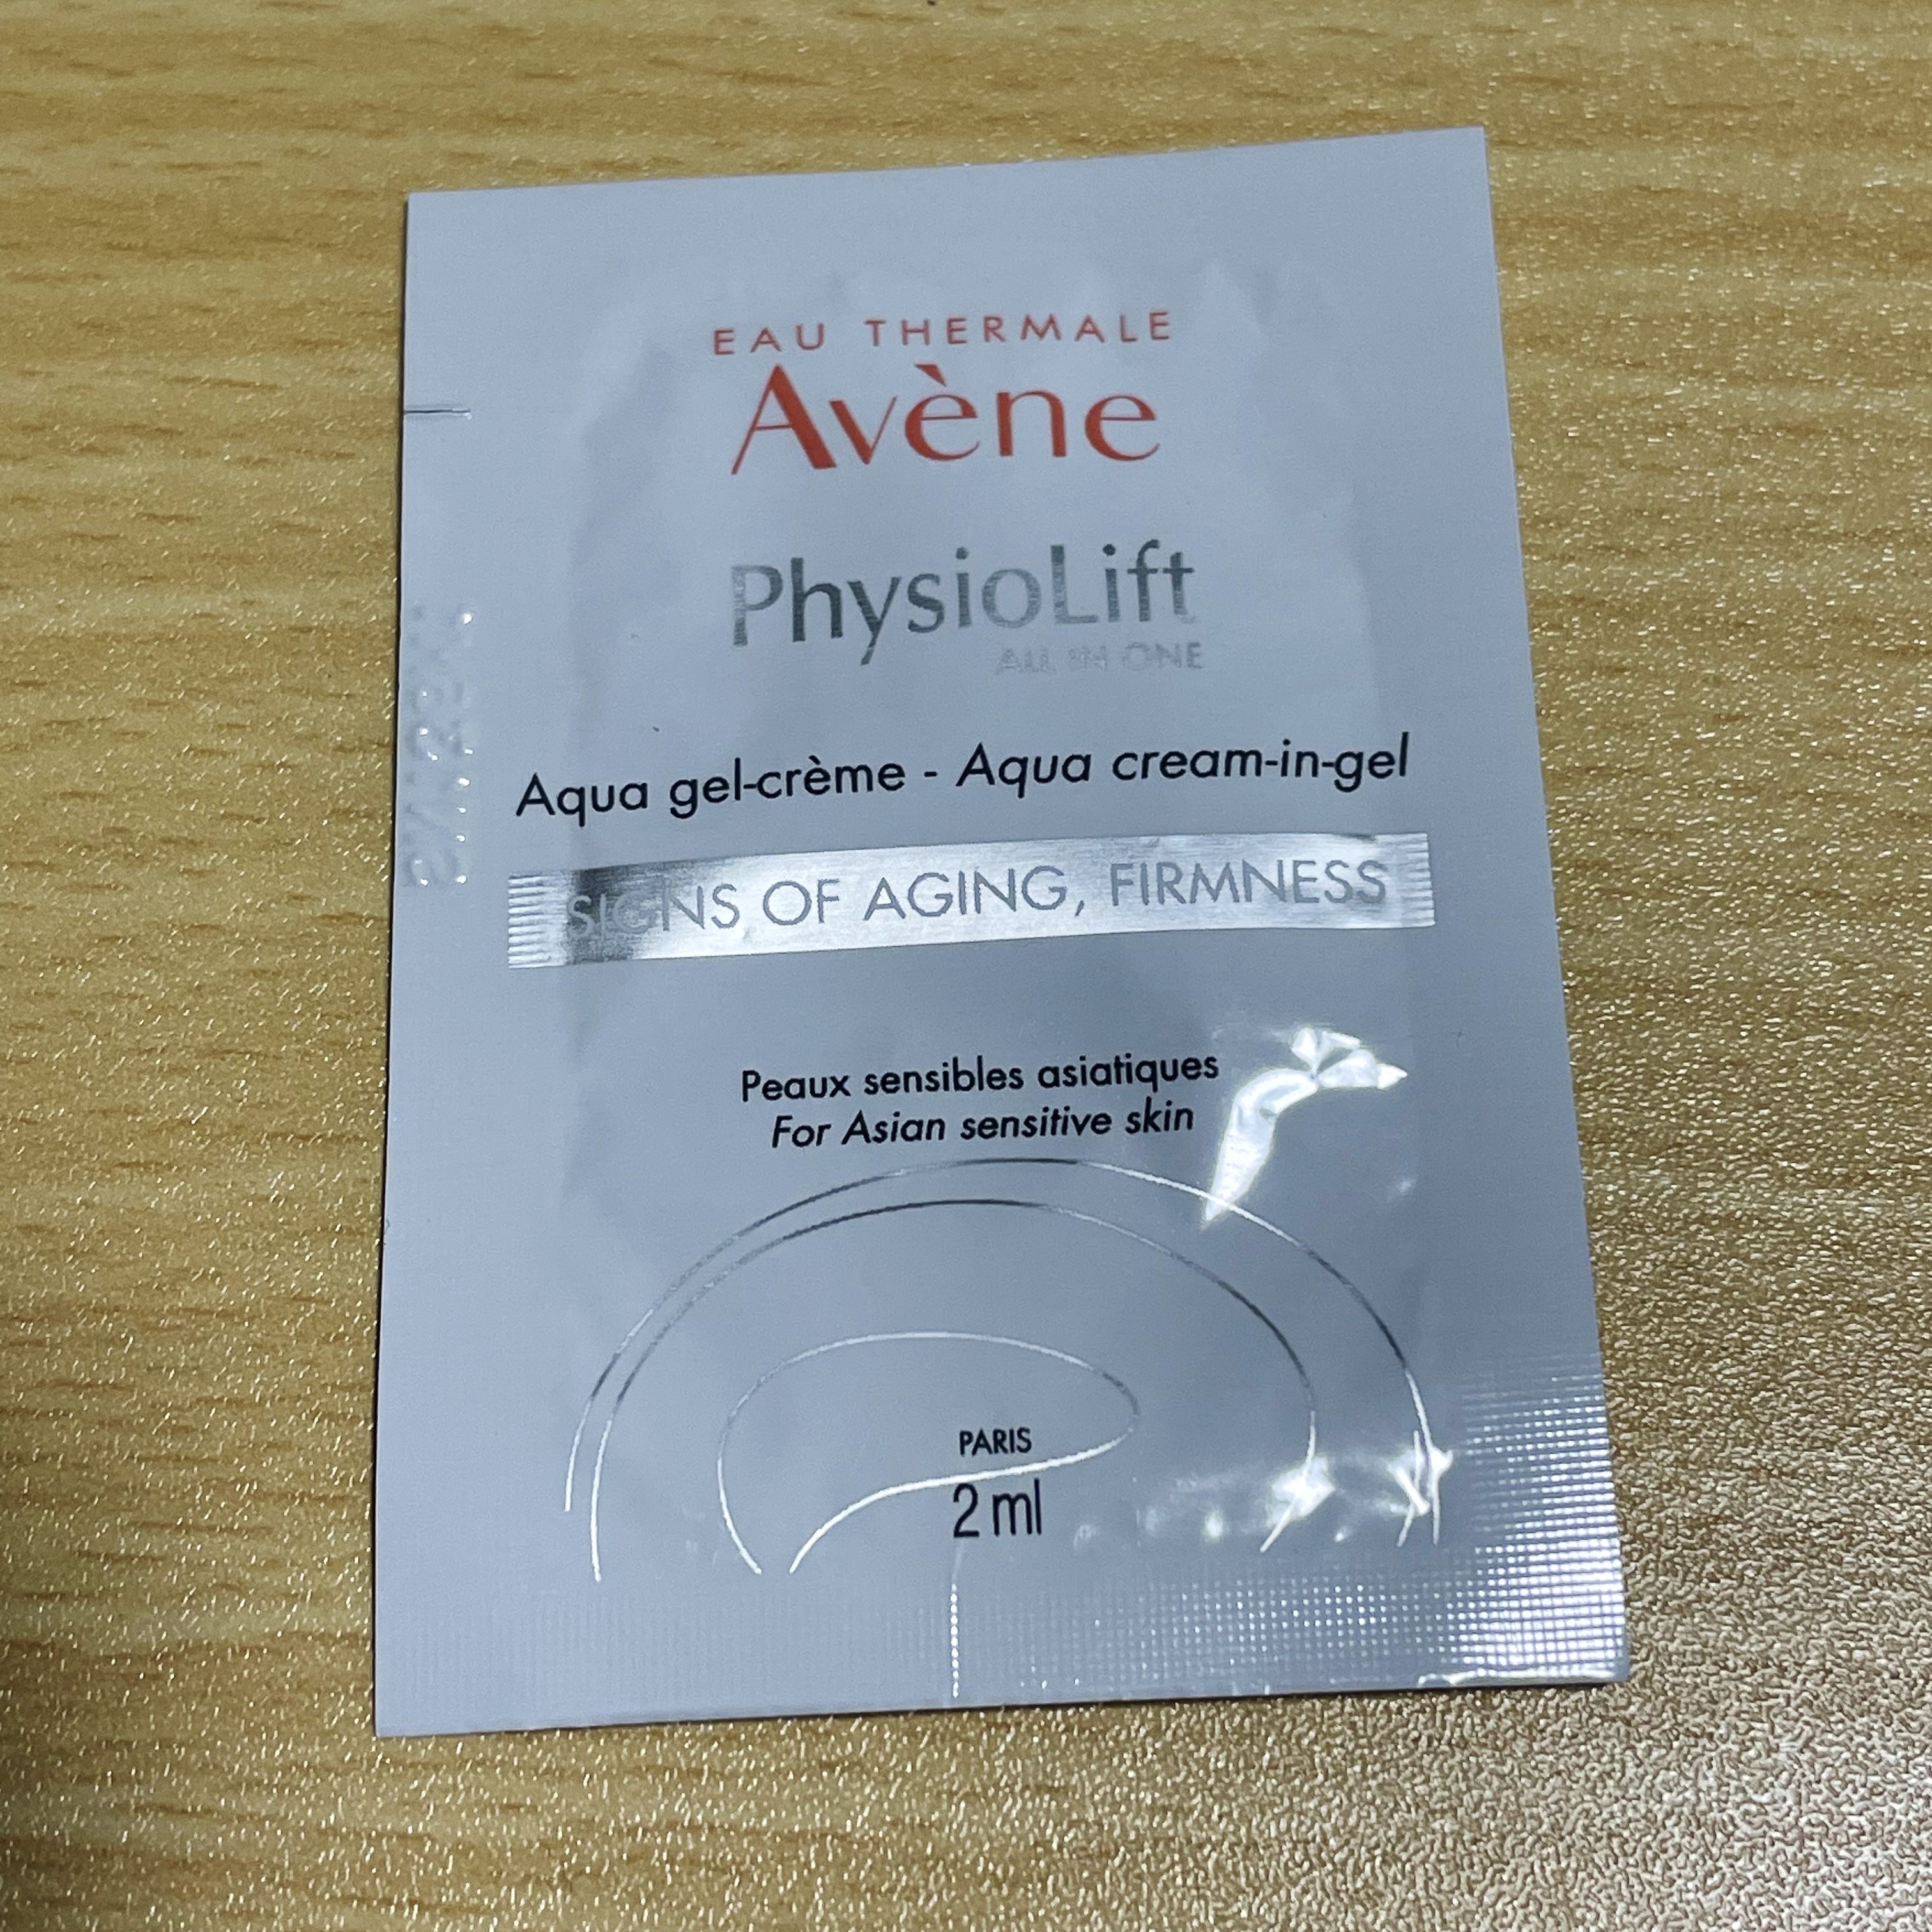 EAU THERMALE
Avène
PhysioLift
ALL IN ONE
Aqua gel-crème - Aqua cream-in-gel
SIGNS OF AGING, FIRMNESS
Peaux sensibles asiatiques
For Asian sensitive skin
PARIS
2 ml